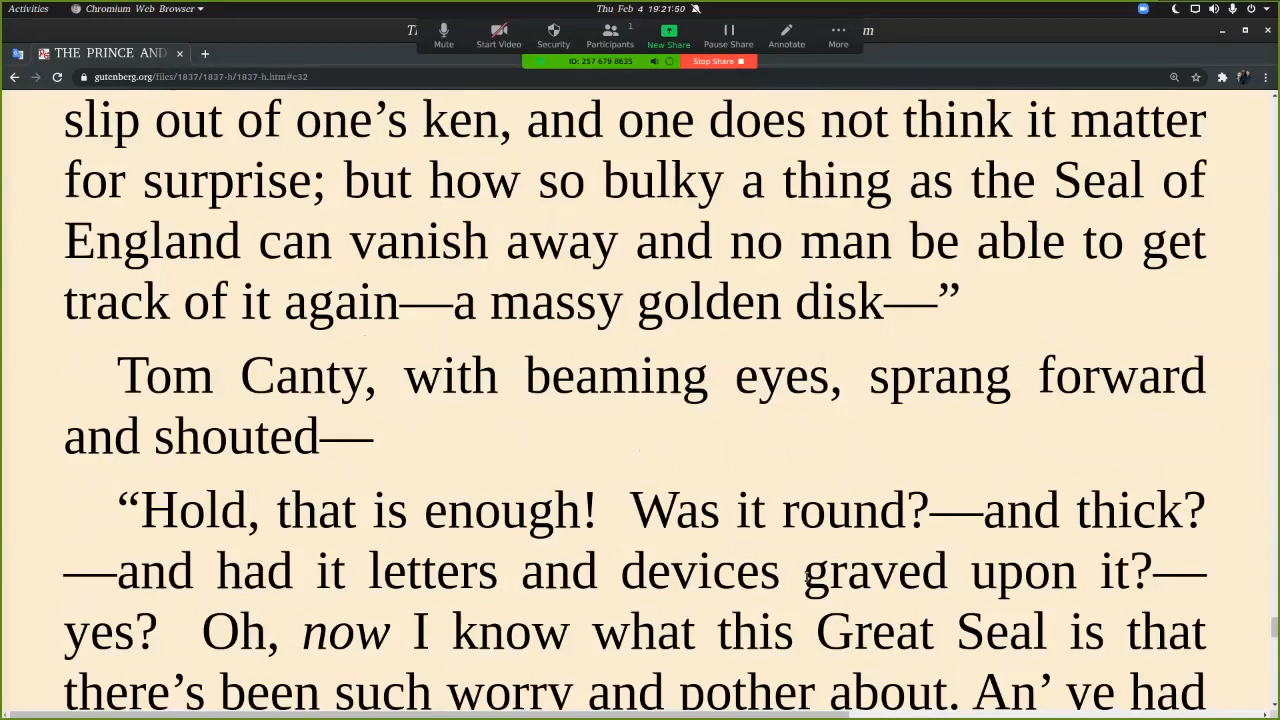 Activities Chromium Web Browser Thu Feb 4 19:21:50
m
Mute Start Video Security Participants 1 New Share Pause Share Annotate More
THE PRINCE AND × +
ID: 257 679 8635 Stop Share
gutenberg.org/files/1837/1837-h/1837-h.htm#c32
slip out of one’s ken, and one does not think it matter
for surprise; but how so bulky a thing as the Seal of
England can vanish away and no man be able to get
track of it again—a massy golden disk—”
Tom Canty, with beaming eyes, sprang forward
and shouted—
“Hold, that is enough! Was it round?—and thick?
—and had it letters and devices graved upon it?—
yes? Oh, now I know what this Great Seal is that
there’s been such worry and pother about. An’ ye had